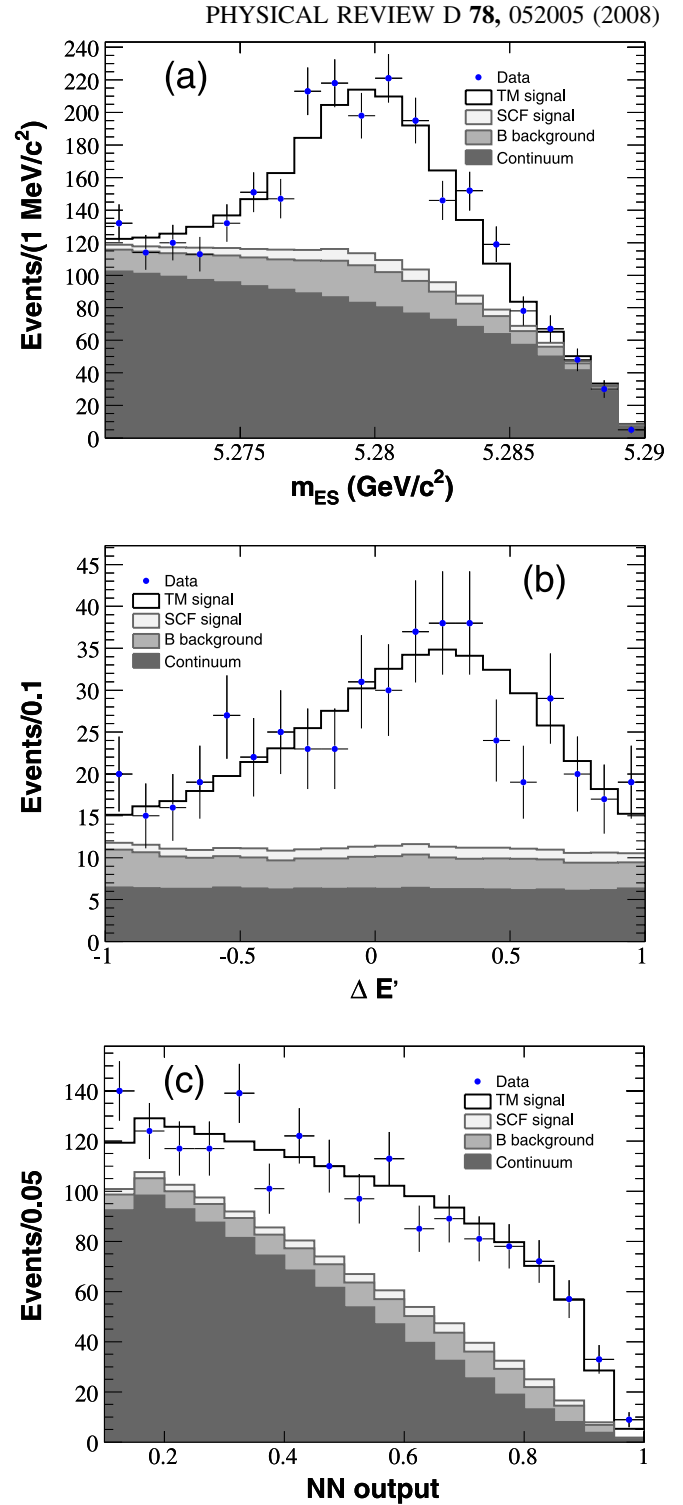 PHYSICAL REVIEW D 78, 052005 (2008)
(a)
Data
TM signal
SCF signal
B background
Continuum
Events/(1 MeV/c²)
240
220
200
180
160
140
120
100
80
60
40
20
0
5.275
5.28
5.285
5.29
m_ES (GeV/c²)
(b)
Data
TM signal
SCF signal
B background
Continuum
Events/0.1
45
40
35
30
25
20
15
10
5
0
-1
-0.5
0
0.5
1
Δ E'
(c)
Data
TM signal
SCF signal
B background
Continuum
Events/0.05
140
120
100
80
60
40
20
0
0.2
0.4
0.6
0.8
1
NN output